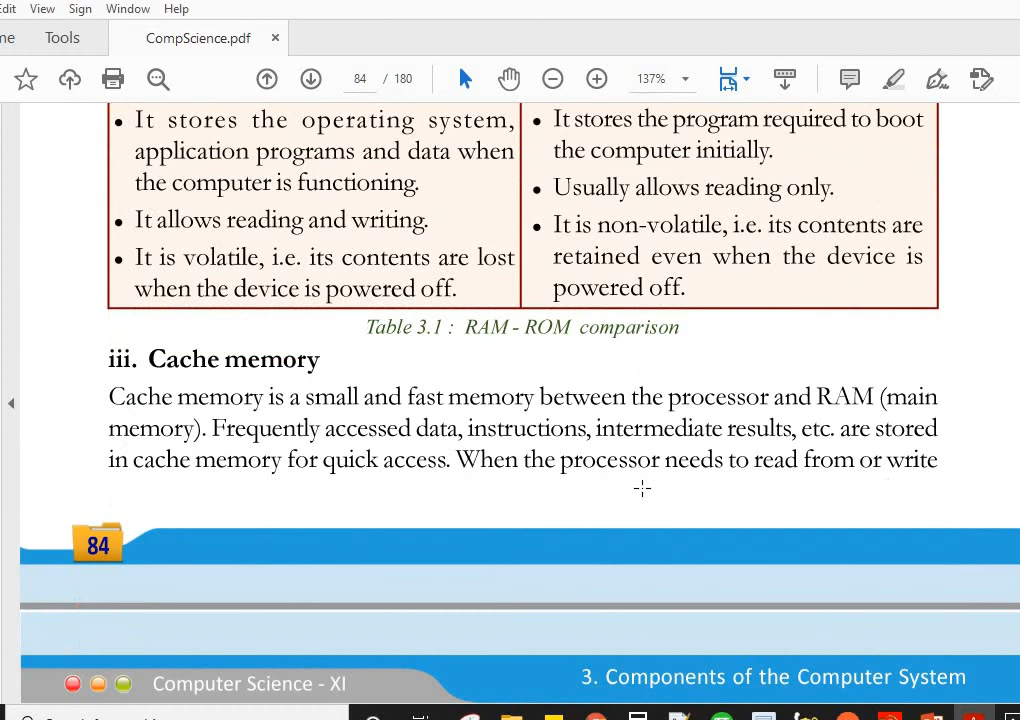 Edit View Sign Window Help
me Tools CompScience.pdf ×
84 / 180 137%
• It stores the operating system,
application programs and data when
the computer is functioning.
• It allows reading and writing.
• It is volatile, i.e. its contents are lost
when the device is powered off.
• It stores the program required to boot
the computer initially.
• Usually allows reading only.
• It is non-volatile, i.e. its contents are
retained even when the device is
powered off.
Table 3.1 : RAM - ROM comparison
iii. Cache memory
Cache memory is a small and fast memory between the processor and RAM (main
memory). Frequently accessed data, instructions, intermediate results, etc. are stored
in cache memory for quick access. When the processor needs to read from or write
84
Computer Science - XI
3. Components of the Computer System